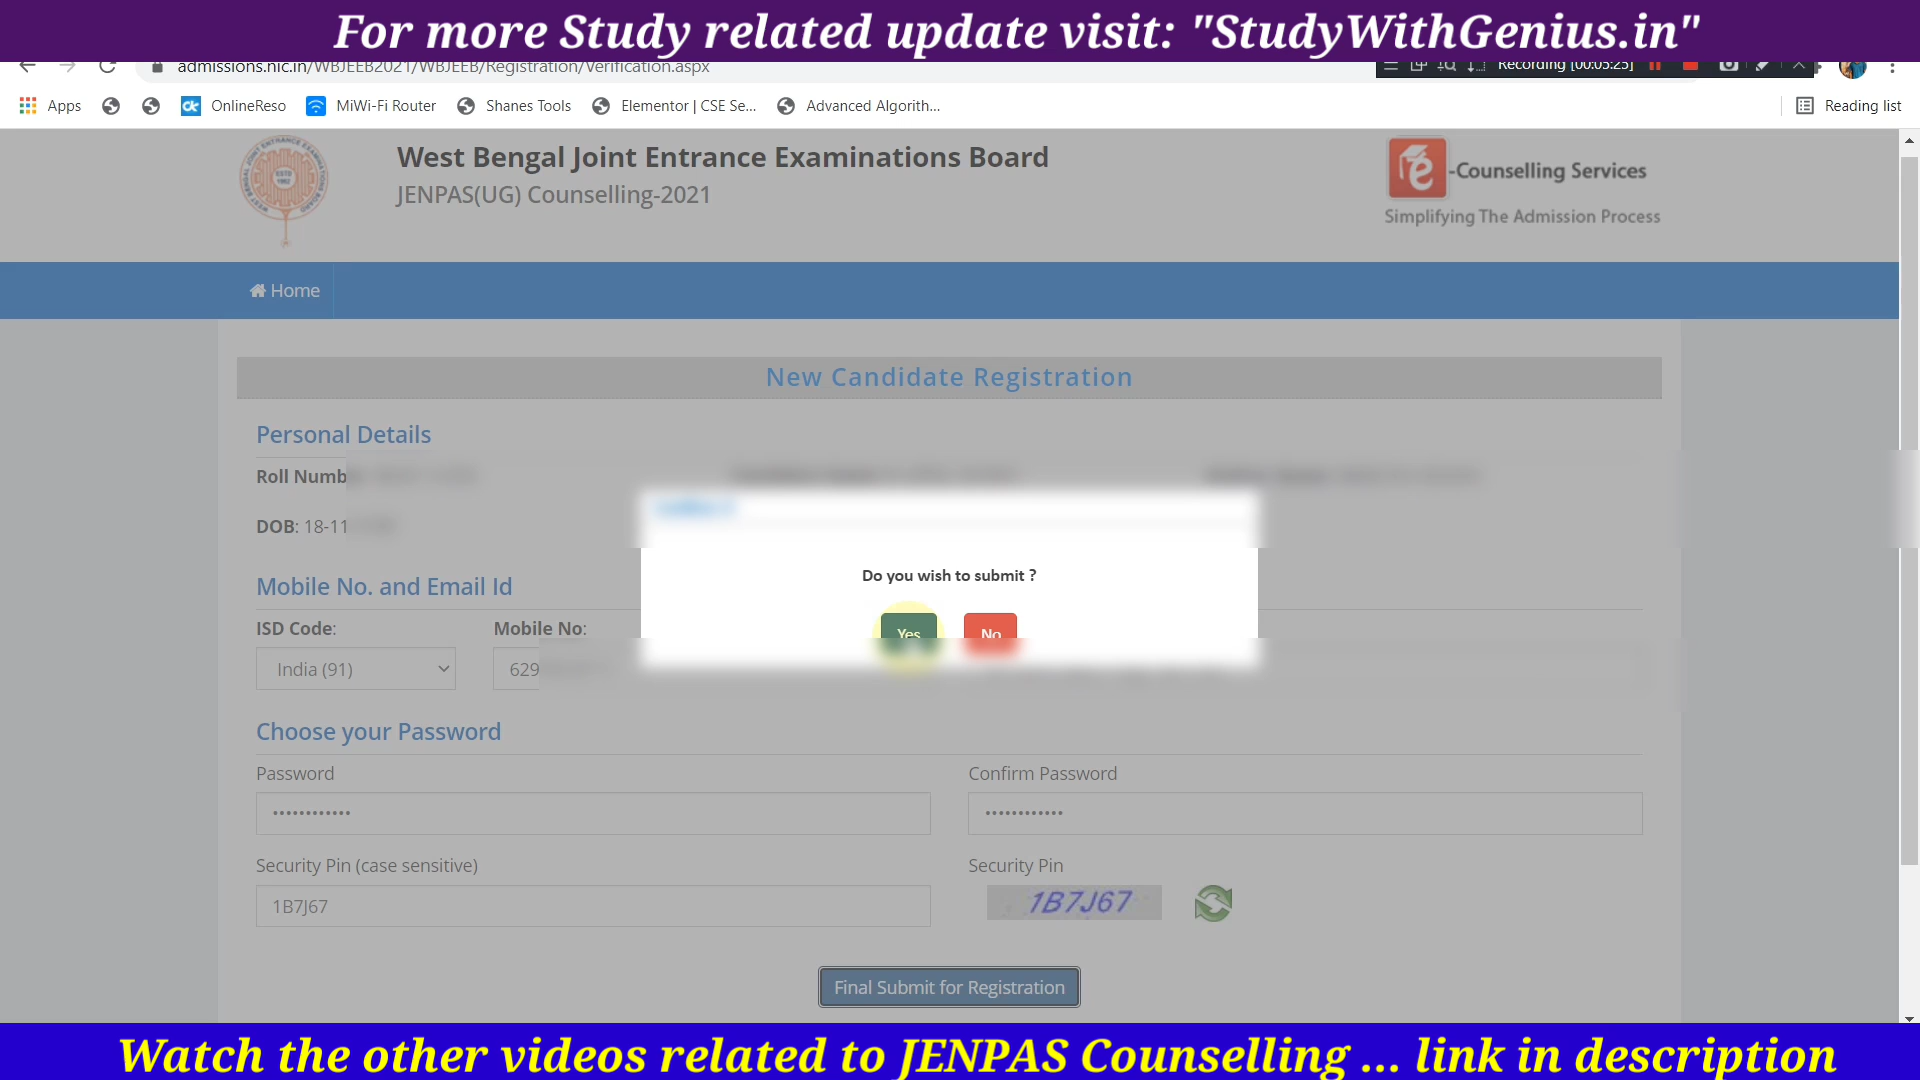 For more Study related update visit: "StudyWithGenius.in"
admissions.nic.in/WBJEEB2021/WBJEEB/Registration/Verification.aspx
Recording [00:05:25]
Apps
OnlineReso
MiWi-Fi Router
Shanes Tools
Elementor | CSE Se...
Advanced Algorith...
Reading list
West Bengal Joint Entrance Examinations Board
JENPAS(UG) Counselling-2021
e-Counselling Services
Simplifying The Admission Process
Home
New Candidate Registration
Personal Details
Roll Numb
DOB: 18-11
Do you wish to submit ?
Yes No
Mobile No. and Email Id
ISD Code: Mobile No:
India (91) 629
Choose your Password
Password Confirm Password
Security Pin (case sensitive) Security Pin
1B7J67 1B7J67
Final Submit for Registration
Watch the other videos related to JENPAS Counselling ... link in description